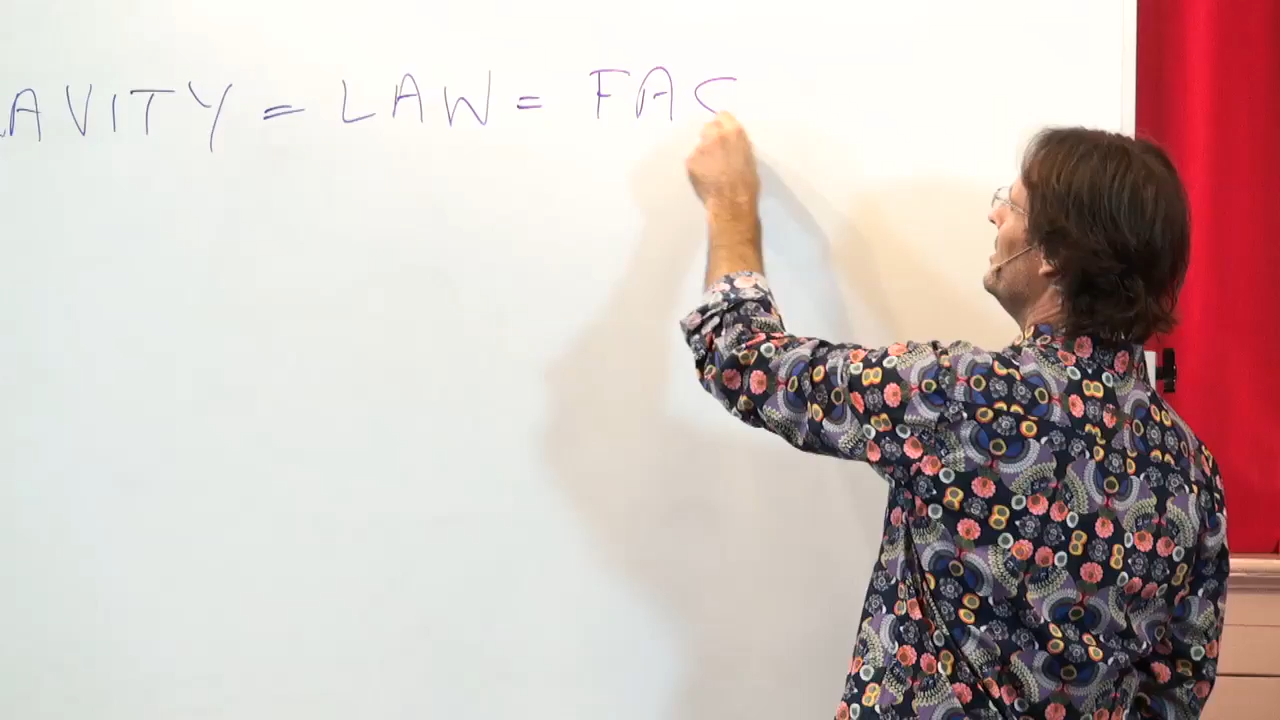 AVITY = LAW = FAC